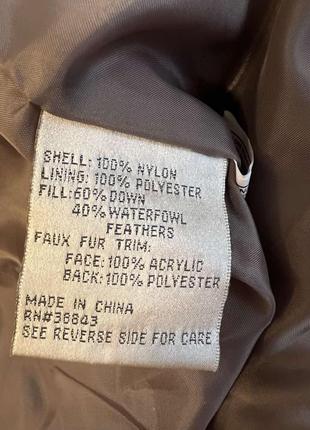 SHELL: 100% NYLON
LINING: 100% POLYESTER
FILL: 60% DOWN
40% WATERFOWL
FEATHERS
FAUX FUR TRIM:
FACE: 100% ACRYLIC
BACK: 100% POLYESTER
MADE IN CHINA
RN#36843
SEE REVERSE SIDE FOR CARE